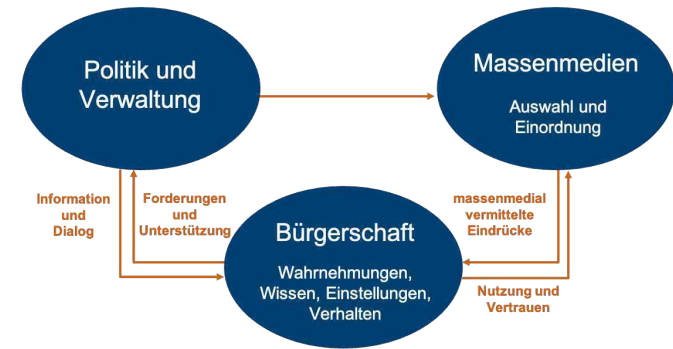 Politik und
Verwaltung
Massenmedien
Auswahl und
Einordnung
Information
und
Dialog
Forderungen
und
Unterstützung
massenmedial
vermittelte
Eindrücke
Bürgerschaft
Wahrnehmungen,
Wissen, Einstellungen,
Verhalten
Nutzung und
Vertrauen